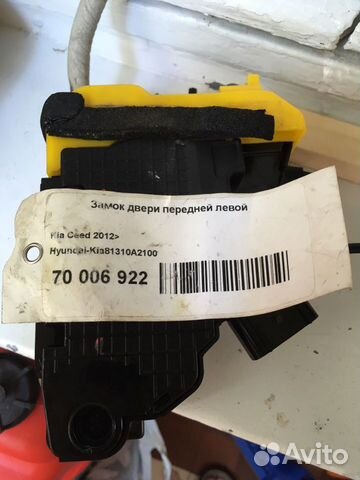 Замок двери передней левой
Kia Ceed 2012>
Hyundai-Kia81310A2100
70 006 922
Avito